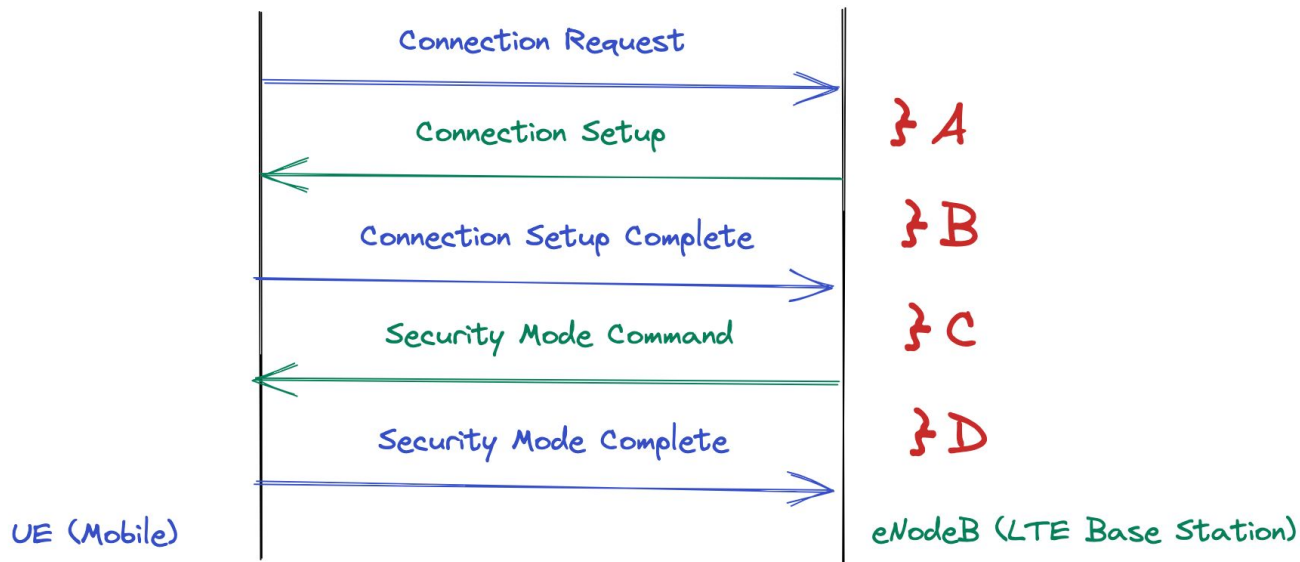 Connection Request
Connection Setup
} A
Connection Setup Complete
} B
Security Mode Command
} C
Security Mode Complete
} D
UE (Mobile)
eNodeB (LTE Base Station)